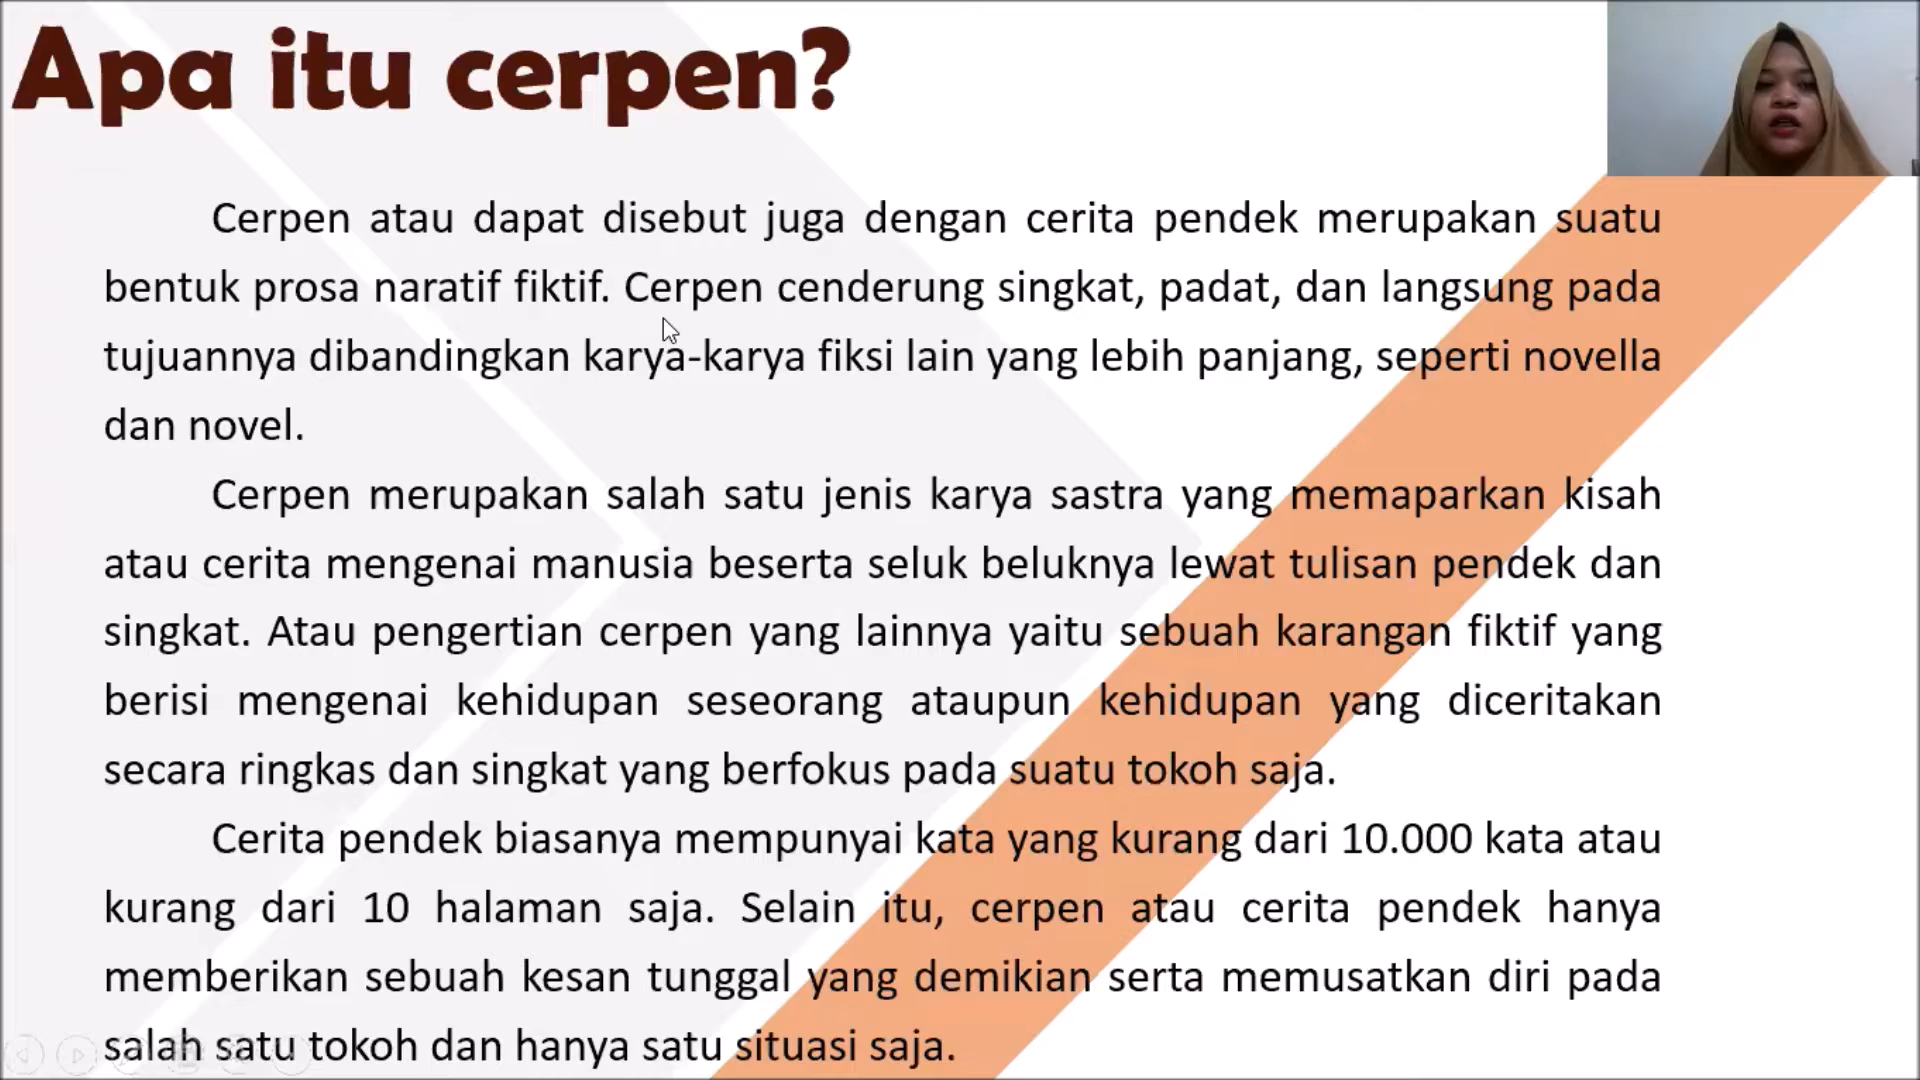 Apa itu cerpen?
Cerpen atau dapat disebut juga dengan cerita pendek merupakan suatu
bentuk prosa naratif fiktif. Cerpen cenderung singkat, padat, dan langsung pada
tujuannya dibandingkan karya-karya fiksi lain yang lebih panjang, seperti novella
dan novel.
Cerpen merupakan salah satu jenis karya sastra yang memaparkan kisah
atau cerita mengenai manusia beserta seluk beluknya lewat tulisan pendek dan
singkat. Atau pengertian cerpen yang lainnya yaitu sebuah karangan fiktif yang
berisi mengenai kehidupan seseorang ataupun kehidupan yang diceritakan
secara ringkas dan singkat yang berfokus pada suatu tokoh saja.
Cerita pendek biasanya mempunyai kata yang kurang dari 10.000 kata atau
kurang dari 10 halaman saja. Selain itu, cerpen atau cerita pendek hanya
memberikan sebuah kesan tunggal yang demikian serta memusatkan diri pada
salah satu tokoh dan hanya satu situasi saja.